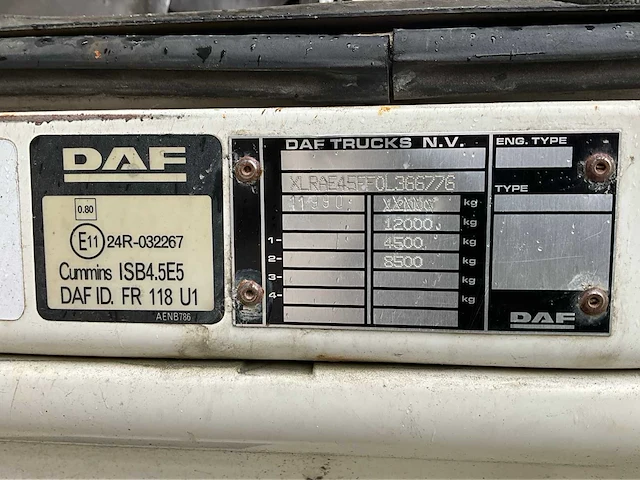 DAF
0.80
E11 24R-032267
Cummins ISB4.5E5
DAF ID. FR 118 U1
AENB786
DAF TRUCKS N.V.
XLRAE45FF0L366776
11990 kg
12000 kg
1- 4500 kg
2- 8500 kg
3- kg
4- kg
ENG. TYPE
TYPE
DAF